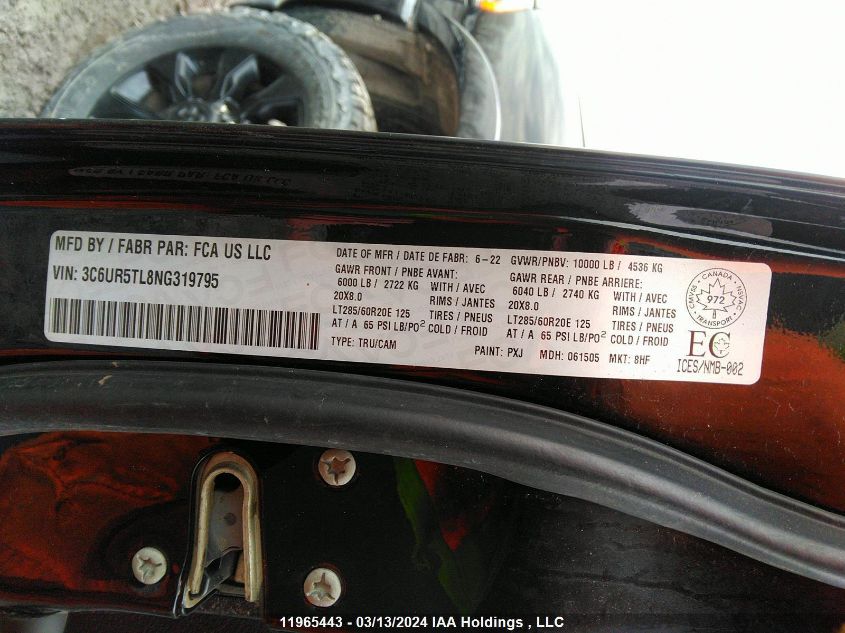 MFD BY / FABR PAR: FCA US LLC
VIN: 3C6UR5TL8NG319795
DATE OF MFR / DATE DE FABR: 6-22
GVWR/PNBV: 10000 LB / 4536 KG
GAWR FRONT / PNBE AVANT:
6000 LB / 2722 KG WITH / AVEC
20X8.0 RIMS / JANTES
LT285/60R20E 125 TIRES / PNEUS
AT / A 65 PSI LB/PO² COLD / FROID
TYPE: TRU/CAM
GAWR REAR / PNBE ARRIERE:
6040 LB / 2740 KG WITH / AVEC
20X8.0 RIMS / JANTES
LT285/60R20E 125 TIRES / PNEUS
AT / A 65 PSI LB/PO² COLD / FROID
PAINT: PXJ MDH: 061505 MKT: 8HF
CANADA
CMVSS
NSVAC
972
TRANSPORT
EC
ICES/NMB-002
11965443 - 03/13/2024 IAA Holdings , LLC